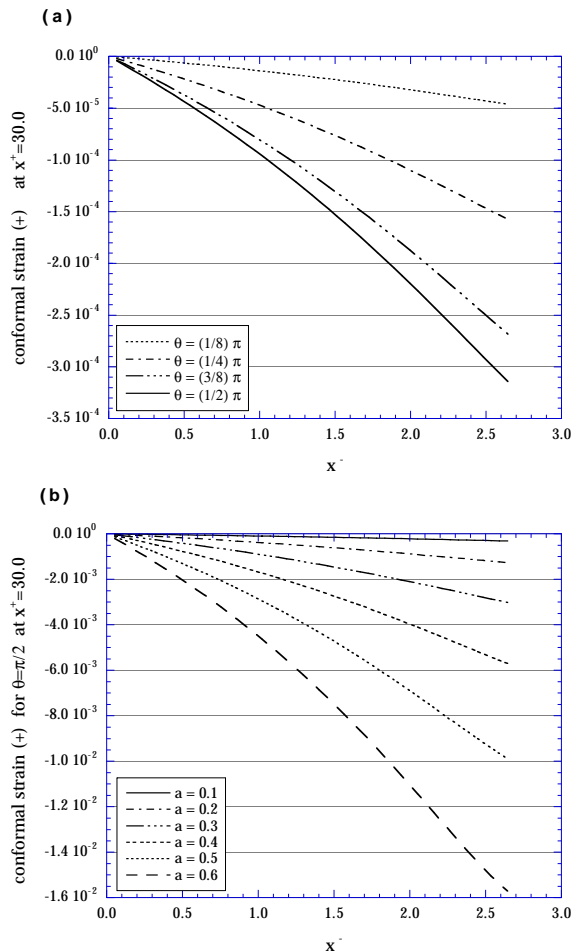 (a)
conformal strain (+) at x⁺=30.0
0.0 10⁰
-5.0 10⁻⁵
-1.0 10⁻⁴
-1.5 10⁻⁴
-2.0 10⁻⁴
-2.5 10⁻⁴
-3.0 10⁻⁴
-3.5 10⁻⁴
θ = (1/8) π
θ = (1/4) π
θ = (3/8) π
θ = (1/2) π
0.0 0.5 1.0 1.5 2.0 2.5 3.0
x⁻
(b)
conformal strain (+) for θ=π/2 at x⁺=30.0
0.0 10⁰
-2.0 10⁻³
-4.0 10⁻³
-6.0 10⁻³
-8.0 10⁻³
-1.0 10⁻²
-1.2 10⁻²
-1.4 10⁻²
-1.6 10⁻²
a = 0.1
a = 0.2
a = 0.3
a = 0.4
a = 0.5
a = 0.6
0.0 0.5 1.0 1.5 2.0 2.5 3.0
x⁻